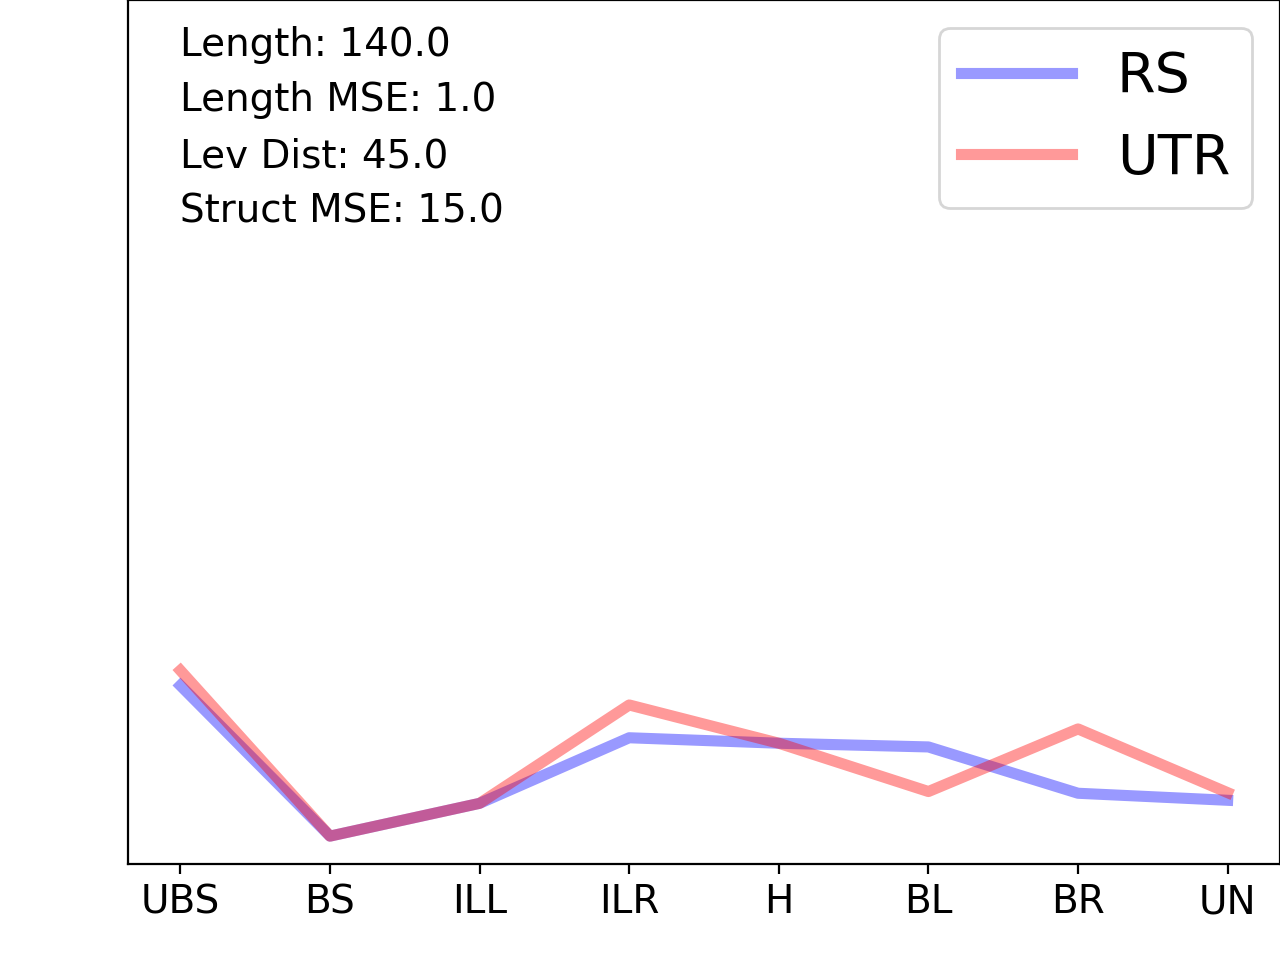 Length: 140.0
Length MSE: 1.0
Lev Dist: 45.0
Struct MSE: 15.0
RS
UTR
UBS BS ILL ILR H BL BR UN